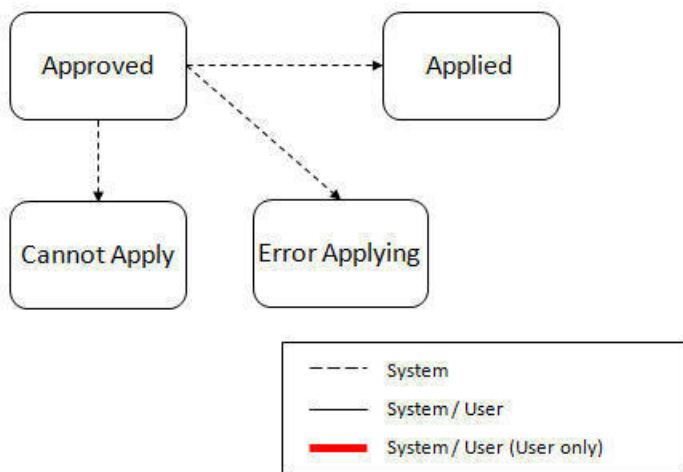 Approved
Applied
Cannot Apply
Error Applying
System
System / User
System / User (User only)